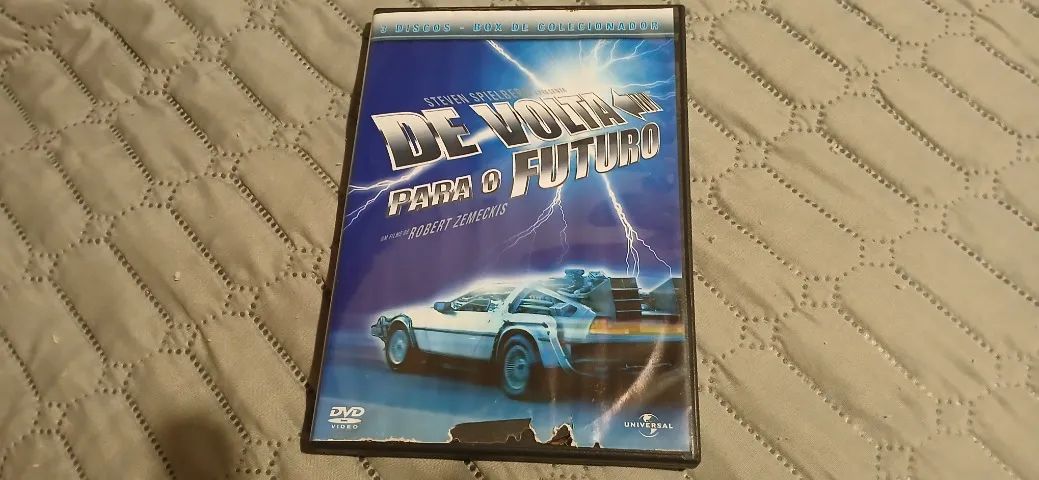 3 DISCOS - BOX DE COLECIONADOR
STEVEN SPIELBERG APRESENTA
DE VOLTA
PARA O FUTURO
UM FILME DE ROBERT ZEMECKIS
DVD
VIDEO
UNIVERSAL